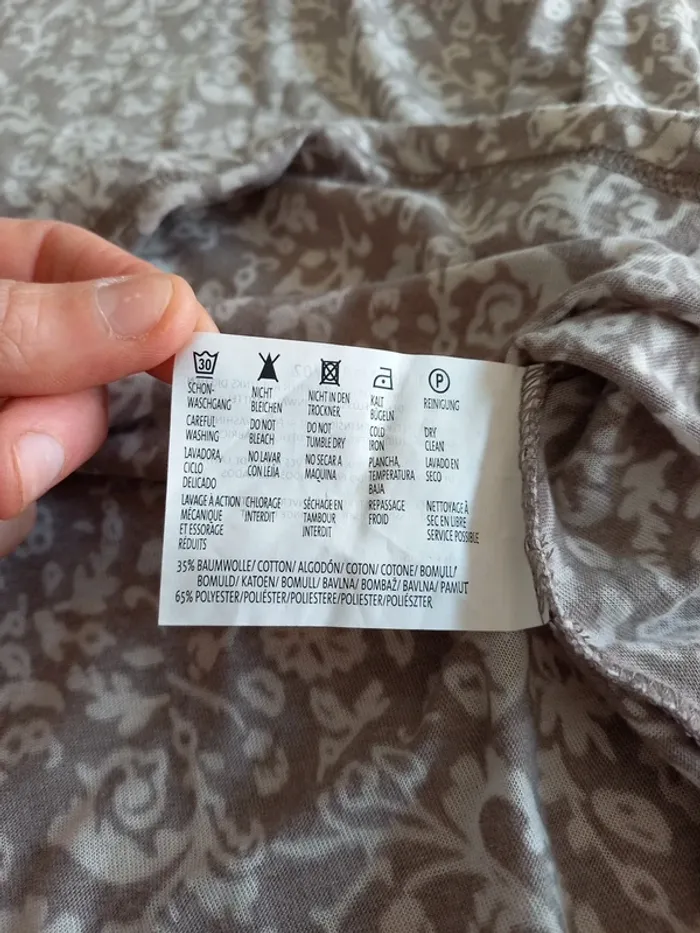 30
P
SCHON-
WASCHGANG
NICHT
BLEICHEN
NICHT IN DEN
TROCKNER
KALT
BÜGELN
REINIGUNG
CAREFUL
WASHING
DO NOT
BLEACH
DO NOT
TUMBLE DRY
COLD
IRON
DRY
CLEAN
LAVADORA,
CICLO
DELICADO
NO LAVAR
CON LEJIA
NO SECAR A
MAQUINA
PLANCHA,
TEMPERATURA
BAJA
LAVADO EN
SECO
LAVAGE À ACTION
MÉCANIQUE
ET ESSORAGE
RÉDUITS
CHLORAGE
INTERDIT
SÉCHAGE EN
TAMBOUR
INTERDIT
REPASSAGE
FROID
NETTOYAGE À
SEC EN LIBRE
SERVICE POSSIBLE
35% BAUMWOLLE/ COTTON/ ALGODÓN/ COTON/ COTONE/ BOMULL/
BOMULD/ KATOEN/ BOMULL/ BAVLNA/ BOMBAŽ/ BAVLNA/ PAMUT
65% POLYESTER/POLIÉSTER/POLIESTERE/POLIESTER/POLIÉSZTER